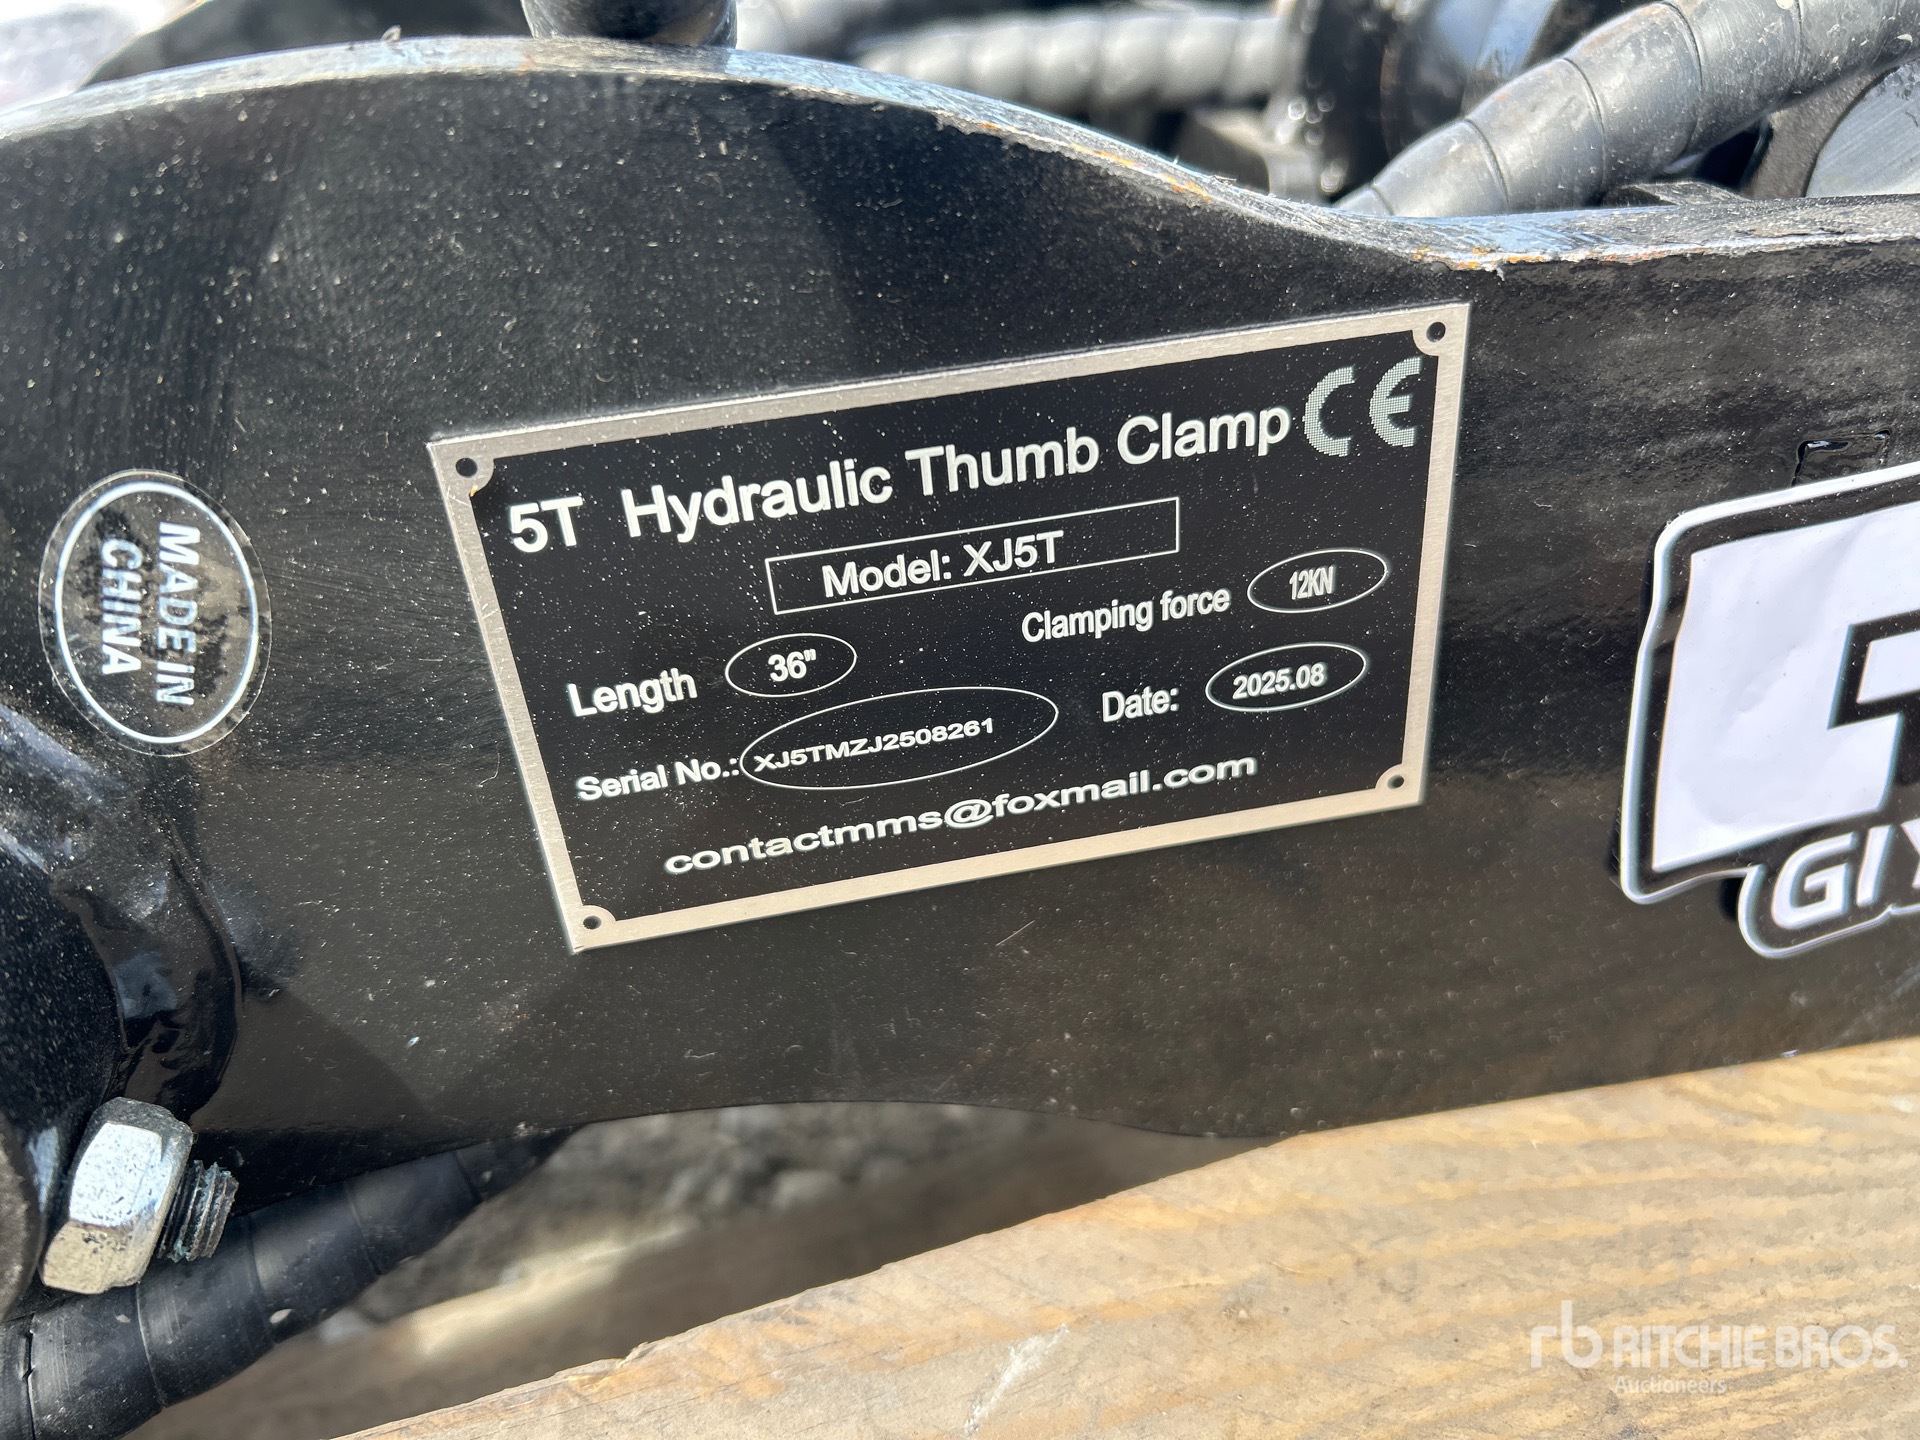 MADE IN
CHINA
5T Hydraulic Thumb Clamp CE
Model: XJ5T
Clamping force 12KN
Length 36"
Date: 2025.08
Serial No.: XJ5TMZJ2508261
contactmms@foxmail.com
rb RITCHIE BROS.
Auctioneers